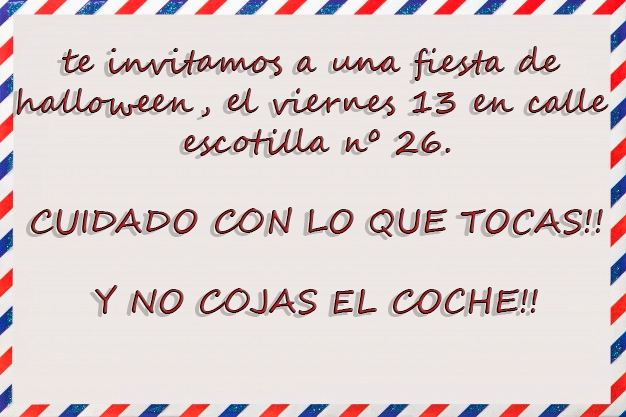 te invitamos a una fiesta de
halloween, el viernes 13 en calle
escotilla nº 26.
CUIDADO CON LO QUE TOCAS!!
Y NO COJAS EL COCHE!!